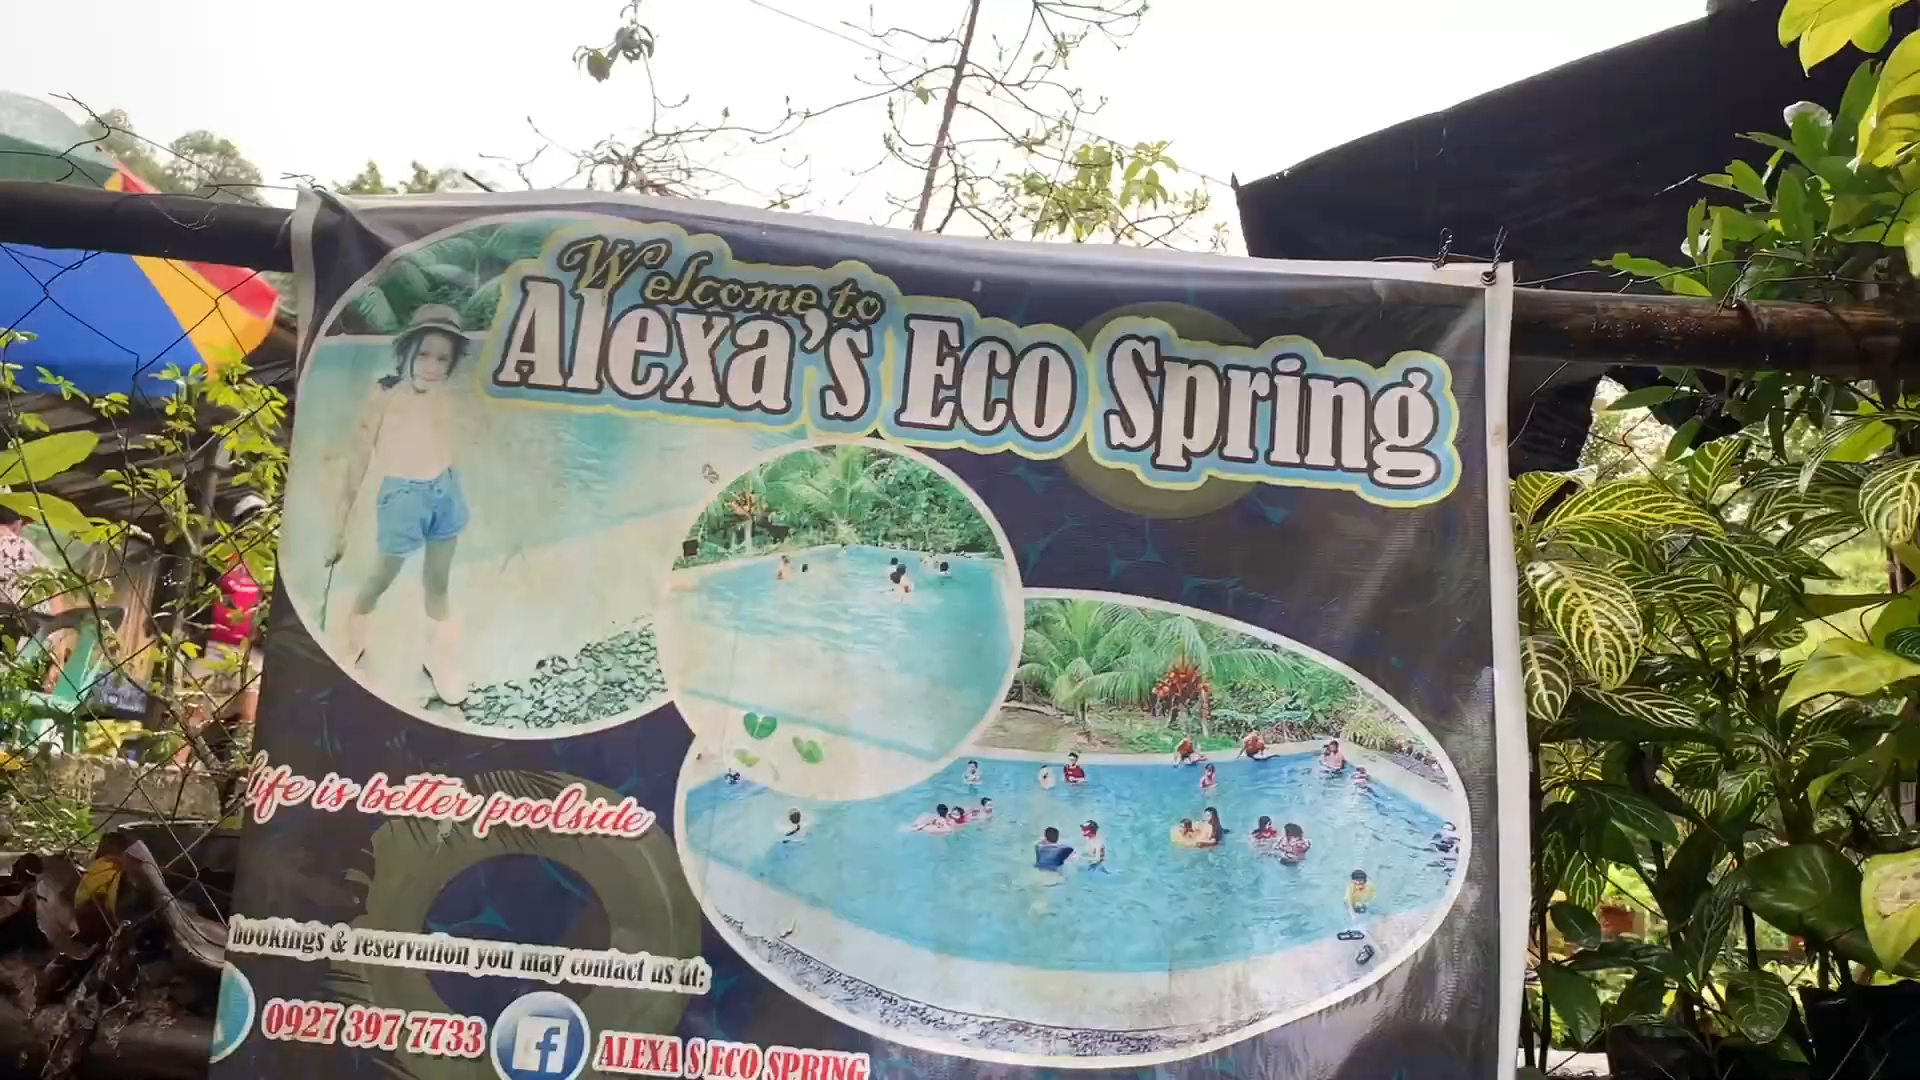 Welcome to
Alexa's Eco Spring
life is better poolside
bookings & reservation you may contact us at:
0927 397 7733
f
ALEXA S ECO SPRING